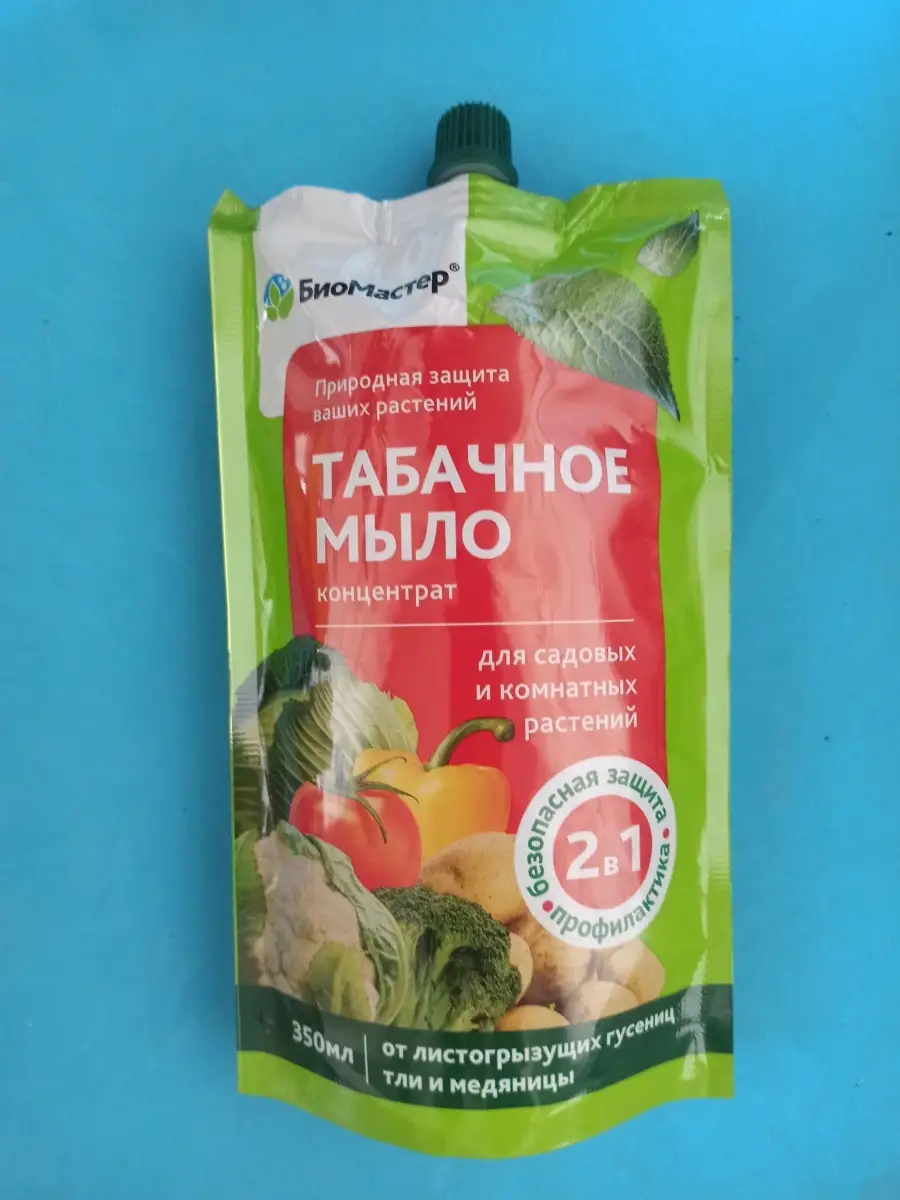 БиоМастер®
Природная защита
ваших растений
ТАБАЧНОЕ
МЫЛО
концентрат
для садовых
и комнатных
растений
безопасная защита
2в1
• профилактика •
350мл
от листогрызущих гусениц
тли и медяницы